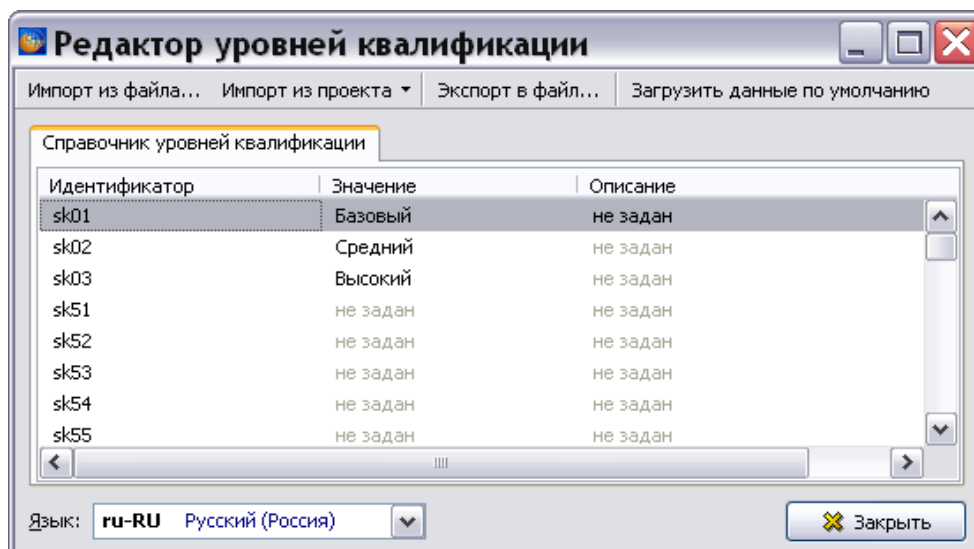 Редактор уровней квалификации
Импорт из файла... Импорт из проекта Экспорт в файл... Загрузить данные по умолчанию
Справочник уровней квалификации
Идентификатор Значение Описание
sk01 Базовый не задан
sk02 Средний не задан
sk03 Высокий не задан
sk51 не задан не задан
sk52 не задан не задан
sk53 не задан не задан
sk54 не задан не задан
sk55 не задан не задан
Язык: ru-RU Русский (Россия) Закрыть